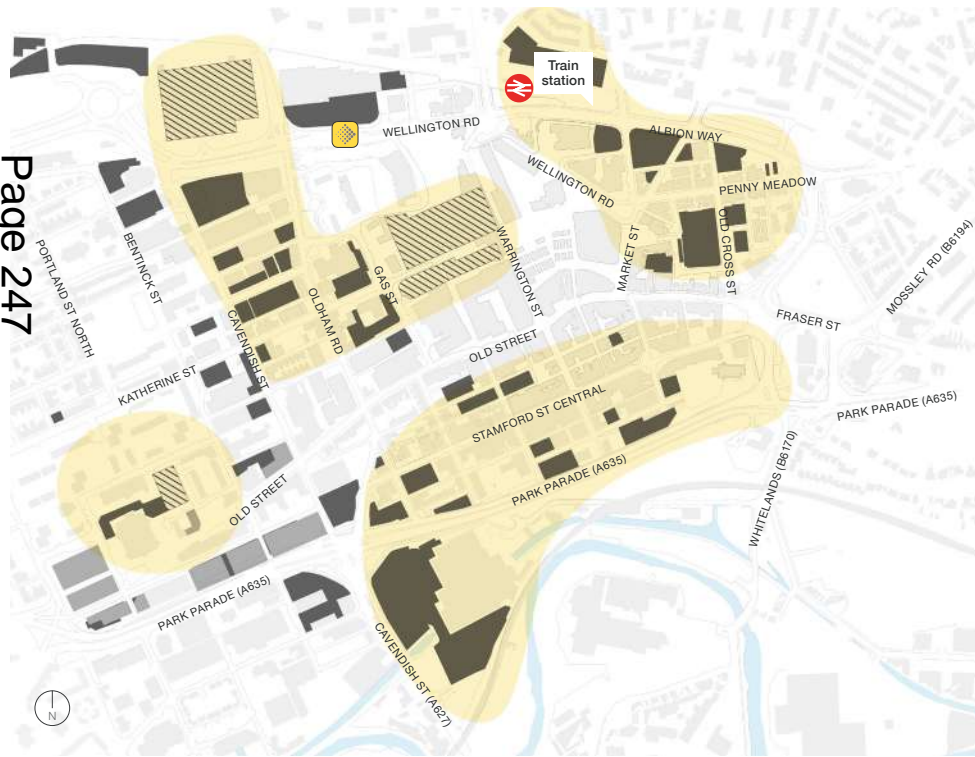 Train
station
WELLINGTON RD
ALBION WAY
WELLINGTON RD
PENNY MEADOW
Page 247
PORTLAND ST NORTH
BENTINCK ST
GAS ST
WARRINGTON ST
MARKET ST
OLD CROSS ST
MOSSLEY RD (B6194)
OLDHAM RD
CAVENDISH ST
FRASER ST
OLD STREET
KATHERINE ST
STAMFORD ST CENTRAL
PARK PARADE (A635)
PARK PARADE (A635)
WHITELANDS (B6170)
OLD STREET
PARK PARADE (A635)
CAVENDISH ST (A627)
N